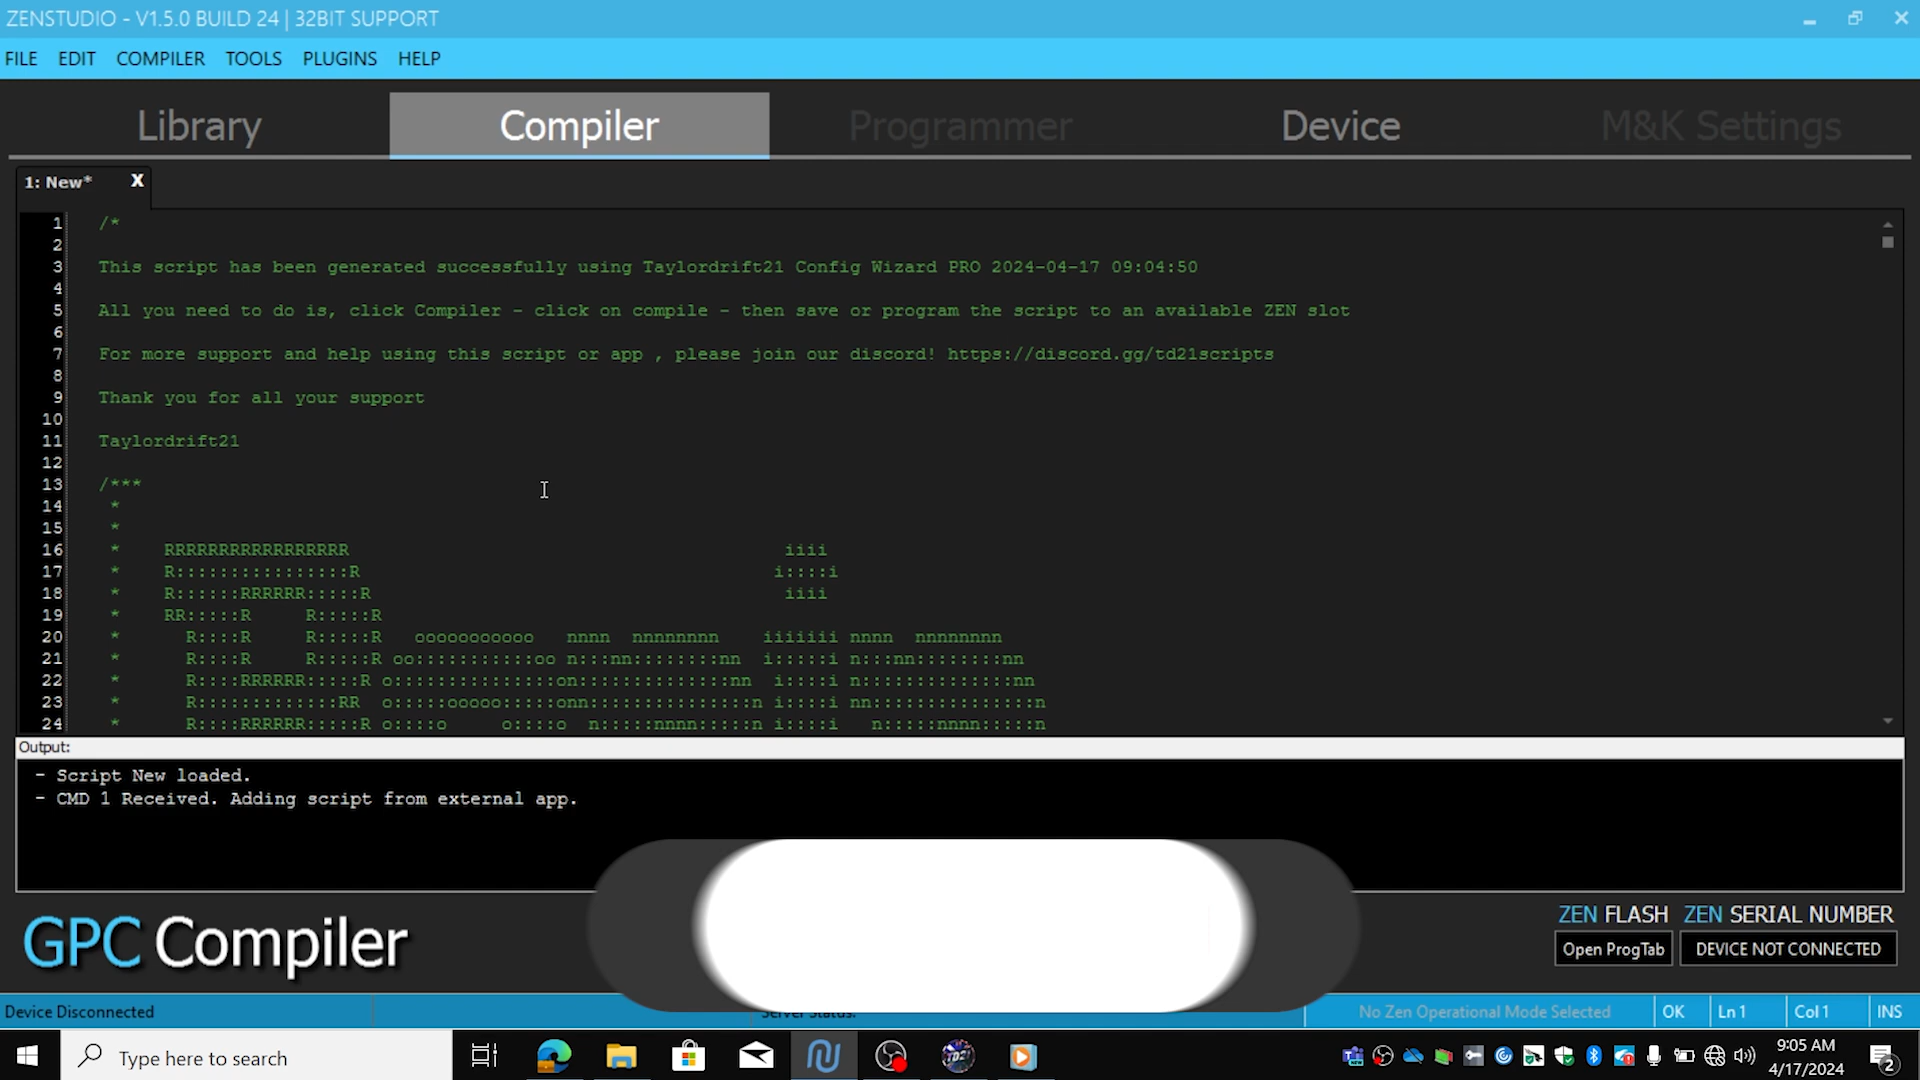 ZENSTUDIO - V1.5.0 BUILD 24 | 32BIT SUPPORT
FILE EDIT COMPILER TOOLS PLUGINS HELP
Library Compiler Programmer Device M&K Settings
1: New* X
1 /*
2
3 This script has been generated successfully using Taylordrift21 Config Wizard PRO 2024-04-17 09:04:50
4
5 All you need to do is, click Compiler - click on compile - then save or program the script to an available ZEN slot
6
7 For more support and help using this script or app , please join our discord! https://discord.gg/td21scripts
8
9 Thank you for all your support
10
11 Taylordrift21
12
13 /***
14 *
15 *
16 * RRRRRRRRRRRRRRRRR iiii
17 * R::::::::::::::::R i::::i
18 * R::::::RRRRRR:::::R iiii
19 * RR:::::R R:::::R
20 * R::::R R:::::R ooooooooooo nnnn nnnnnnnn iiiiiii nnnn nnnnnnnn
21 * R::::R R:::::R oo:::::::::::oo n:::nn::::::::nn i:::::i n:::nn::::::::nn
22 * R::::RRRRRR:::::R o:::::::::::::::on::::::::::::::nn i::::i n::::::::::::::nn
23 * R:::::::::::::RR o:::::ooooo:::::onn:::::::::::::::n i::::i nn:::::::::::::::n
24 * R::::RRRRRR:::::R o::::o o::::o n:::::nnnn:::::n i::::i n:::::nnnn:::::n
Output:
- Script New loaded.
- CMD 1 Received. Adding script from external app.
GPC Compiler
ZEN FLASH ZEN SERIAL NUMBER
Open ProgTab DEVICE NOT CONNECTED
Device Disconnected Server Status: No Zen Operational Mode Selected OK Ln 1 Col 1 INS
Type here to search
TD21
9:05 AM
4/17/2024
2